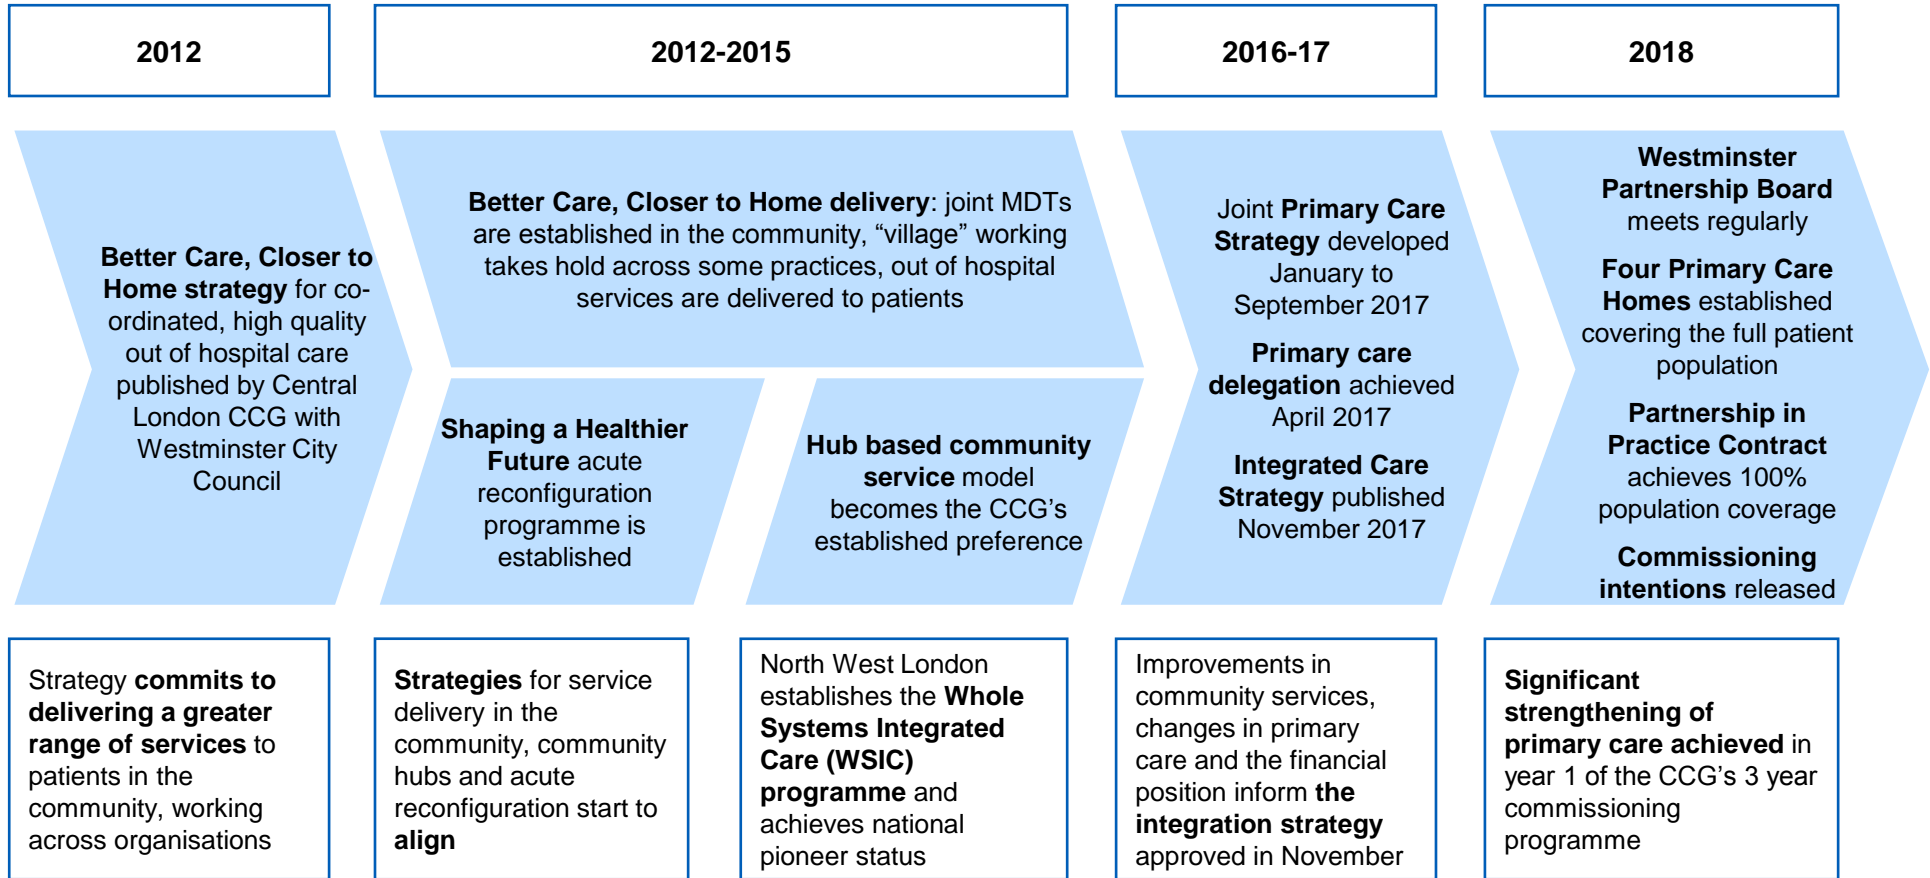 2012
2012-2015
2016-17
2018
Better Care, Closer to
Home strategy for co-
ordinated, high quality
out of hospital care
published by Central
London CCG with
Westminster City
Council
Better Care, Closer to Home delivery: joint MDTs
are established in the community, “village” working
takes hold across some practices, out of hospital
services are delivered to patients
Shaping a Healthier
Future acute
reconfiguration
programme is
established
Hub based community
service model
becomes the CCG’s
established preference
Joint Primary Care
Strategy developed
January to
September 2017
Primary care
delegation achieved
April 2017
Integrated Care
Strategy published
November 2017
Westminster
Partnership Board
meets regularly
Four Primary Care
Homes established
covering the full patient
population
Partnership in
Practice Contract
achieves 100%
population coverage
Commissioning
intentions released
Strategy commits to
delivering a greater
range of services to
patients in the
community, working
across organisations
Strategies for service
delivery in the
community, community
hubs and acute
reconfiguration start to
align
North West London
establishes the Whole
Systems Integrated
Care (WSIC)
programme and
achieves national
pioneer status
Improvements in
community services,
changes in primary
care and the financial
position inform the
integration strategy
approved in November
Significant
strengthening of
primary care achieved in
year 1 of the CCG’s 3 year
commissioning
programme